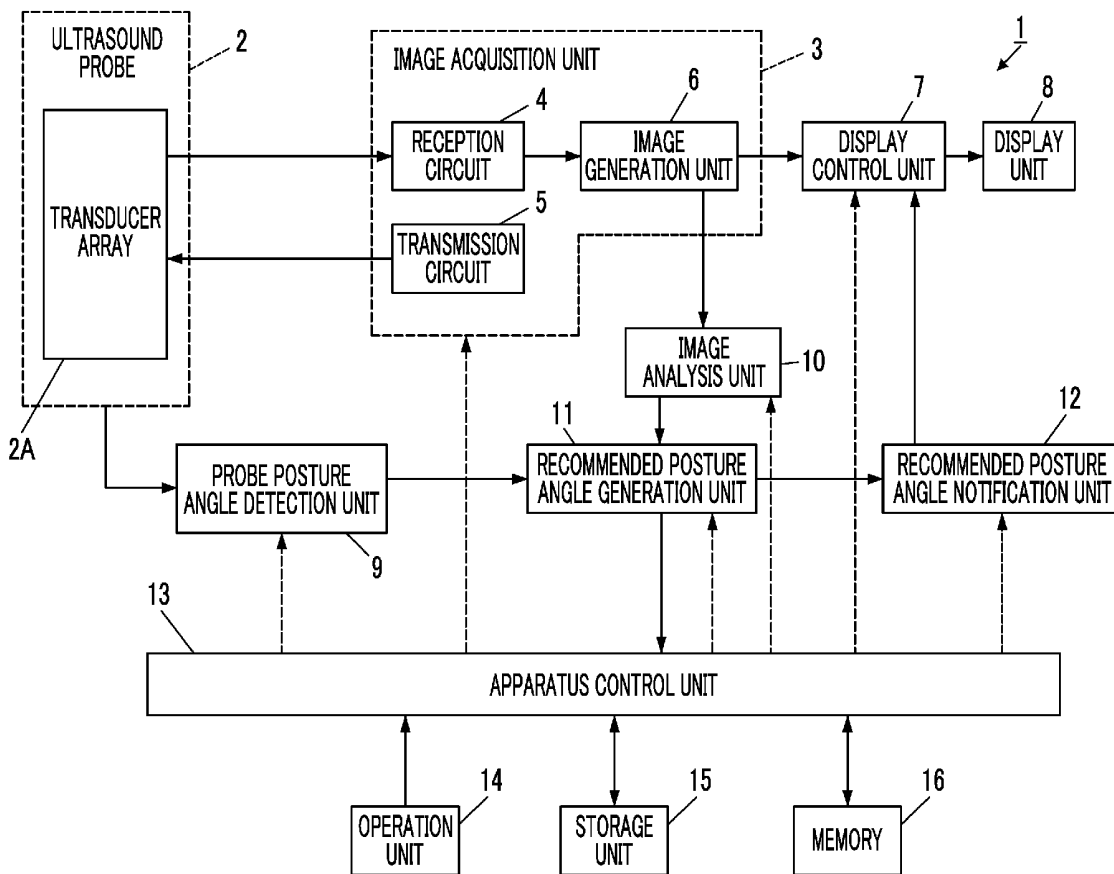 1
ULTRASOUND
PROBE
2
IMAGE ACQUISITION UNIT
3
4
6
7
8
RECEPTION
CIRCUIT
IMAGE
GENERATION UNIT
DISPLAY
CONTROL UNIT
DISPLAY
UNIT
TRANSDUCER
ARRAY
5
TRANSMISSION
CIRCUIT
IMAGE
ANALYSIS UNIT
10
2A
11
12
PROBE POSTURE
ANGLE DETECTION UNIT
RECOMMENDED POSTURE
ANGLE GENERATION UNIT
RECOMMENDED POSTURE
ANGLE NOTIFICATION UNIT
9
13
APPARATUS CONTROL UNIT
14
15
16
OPERATION
UNIT
STORAGE
UNIT
MEMORY